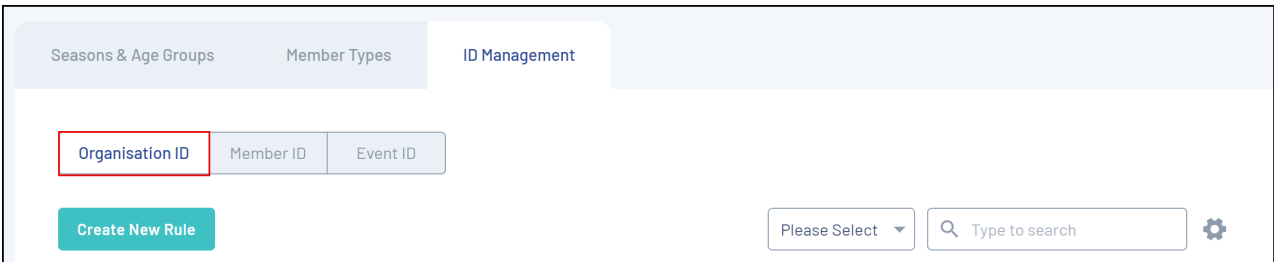 Seasons & Age Groups Member Types ID Management
Organisation ID Member ID Event ID
Create New Rule Please Select Type to search